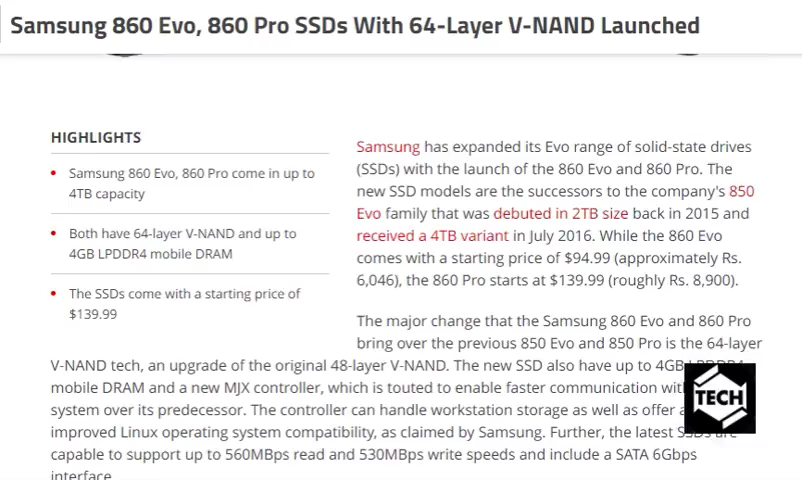 Samsung 860 Evo, 860 Pro SSDs With 64-Layer V-NAND Launched
HIGHLIGHTS
Samsung 860 Evo, 860 Pro come in up to
4TB capacity
Both have 64-layer V-NAND and up to
4GB LPDDR4 mobile DRAM
The SSDs come with a starting price of
$139.99
Samsung has expanded its Evo range of solid-state drives
(SSDs) with the launch of the 860 Evo and 860 Pro. The
new SSD models are the successors to the company's 850
Evo family that was debuted in 2TB size back in 2015 and
received a 4TB variant in July 2016. While the 860 Evo
comes with a starting price of $94.99 (approximately Rs.
6,046), the 860 Pro starts at $139.99 (roughly Rs. 8,900).
The major change that the Samsung 860 Evo and 860 Pro
bring over the previous 850 Evo and 850 Pro is the 64-layer
V-NAND tech, an upgrade of the original 48-layer V-NAND. The new SSD also have up to 4GB LPDDR4
mobile DRAM and a new MJX controller, which is touted to enable faster communication with
system over its predecessor. The controller can handle workstation storage as well as offer
improved Linux operating system compatibility, as claimed by Samsung. Further, the latest SSDs are
capable to support up to 560MBps read and 530MBps write speeds and include a SATA 6Gbps
interface
TECH